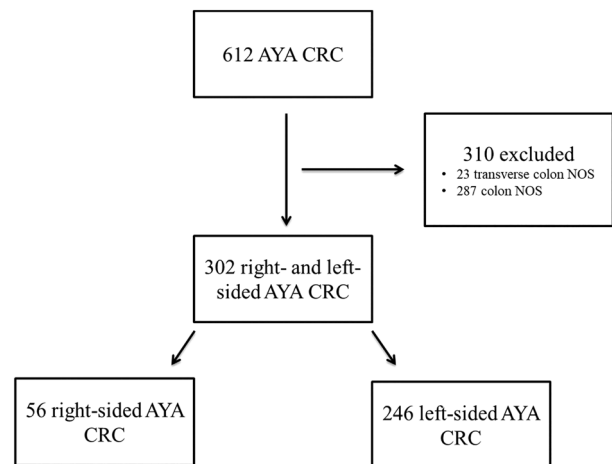 612 AYA CRC
310 excluded
• 23 transverse colon NOS
• 287 colon NOS
302 right- and left-
sided AYA CRC
56 right-sided AYA
CRC
246 left-sided AYA
CRC